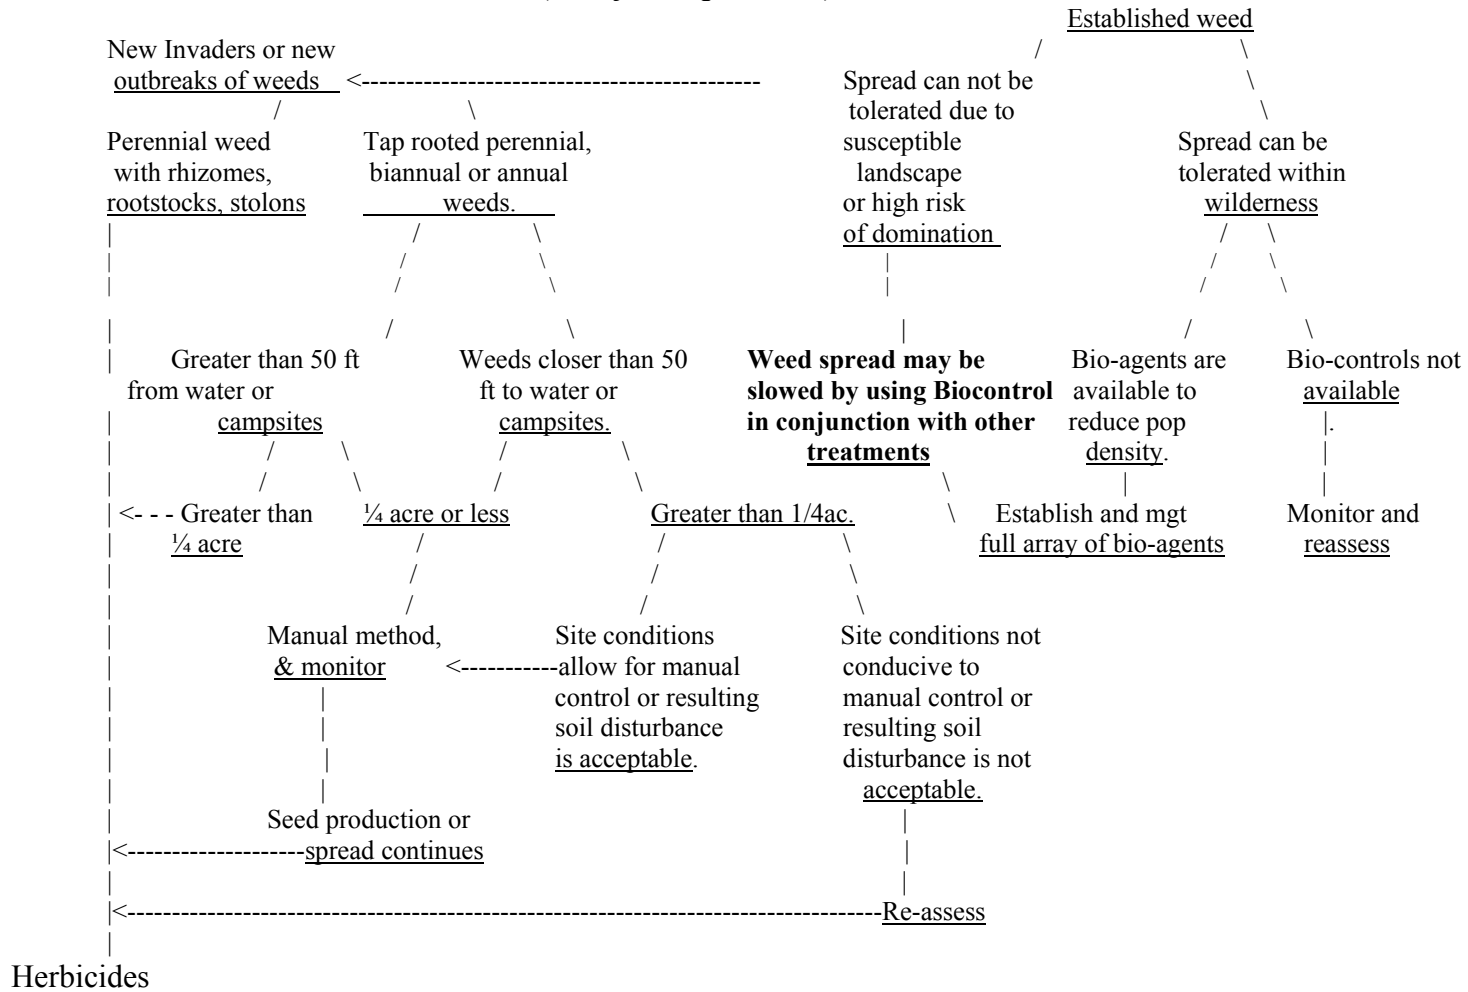 Established weed
New Invaders or new
outbreaks of weeds <-------------------------------------------
Spread can not be
tolerated due to
susceptible
landscape
or high risk
of domination
Spread can be
tolerated within
wilderness
Perennial weed
with rhizomes,
rootstocks, stolons
Tap rooted perennial,
biannual or annual
weeds.
Greater than 50 ft
from water or
campsites
Weeds closer than 50
ft to water or
campsites.
Weed spread may be
slowed by using Biocontrol
in conjunction with other
treatments
Bio-agents are
available to
reduce pop
density.
Bio-controls not
available
.
<- - - Greater than
¼ acre
¼ acre or less
Greater than 1/4ac.
Establish and mgt
full array of bio-agents
Monitor and
reassess
Manual method,
& monitor
<-----------
Site conditions
allow for manual
control or resulting
soil disturbance
is acceptable.
Site conditions not
conducive to
manual control or
resulting soil
disturbance is not
acceptable.
Seed production or
<--------------------spread continues
<-------------------------------------------------------------------------------------Re-assess
Herbicides